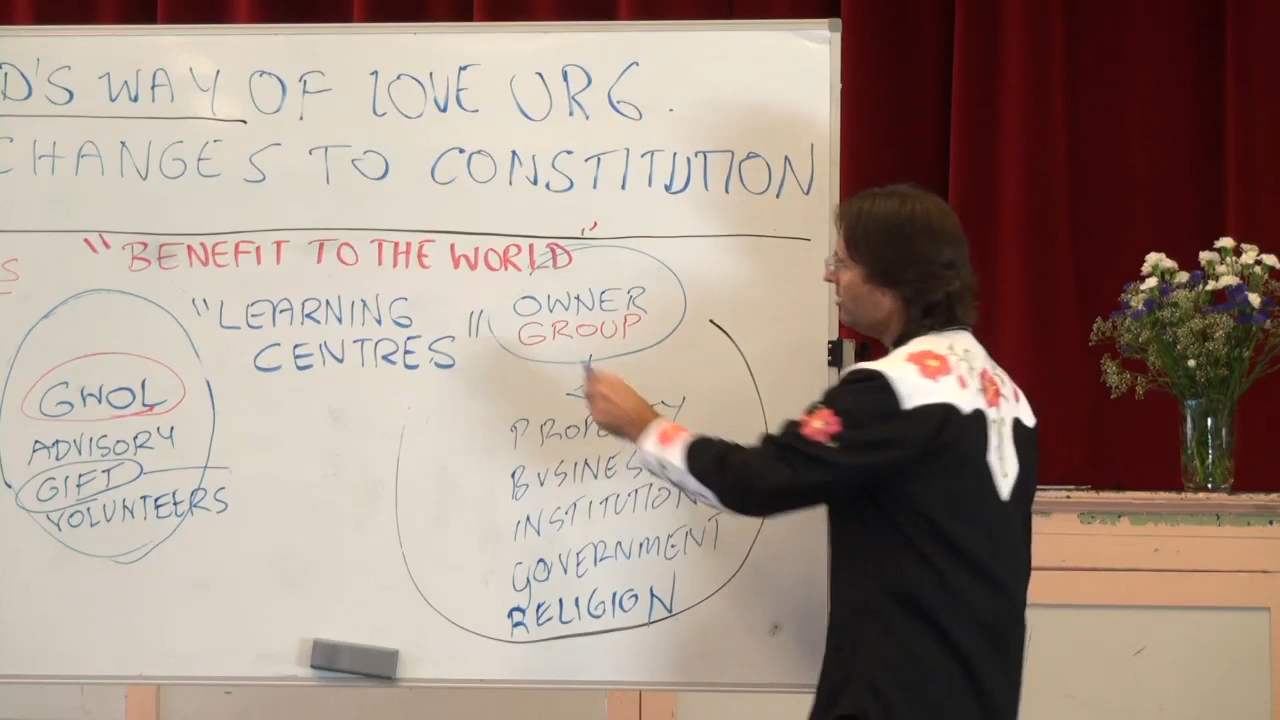 D'S WAY OF LOVE URG.
CHANGES TO CONSTITUTION
S
"BENEFIT TO THE WORLD"
"LEARNING
CENTRES"
OWNER
GROUP
GWOL
ADVISORY
GIFT
VOLUNTEERS
BUSINES
INSTITUTION
GOVERNMENT
RELIGION